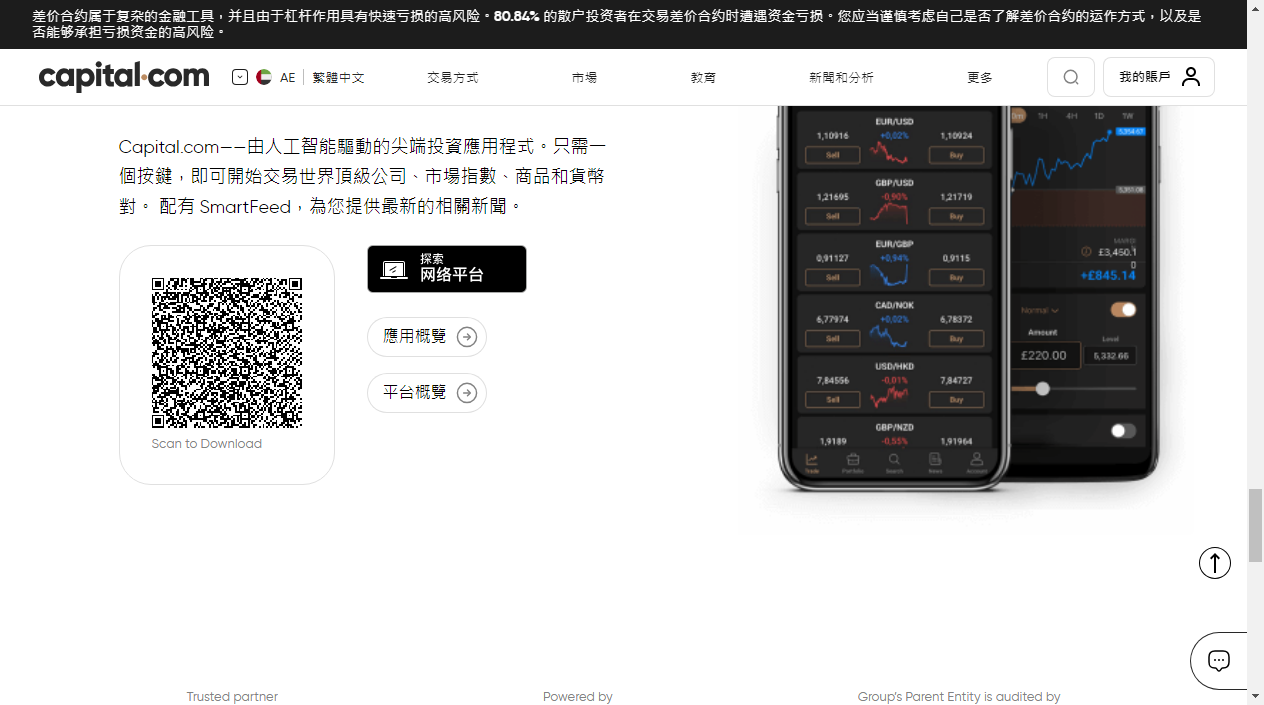 差价合约属于复杂的金融工具，并且由于杠杆作用具有快速亏损的高风险。80.84% 的散户投资者在交易差价合约时遭遇资金亏损。您应当谨慎考虑自己是否了解差价合约的运作方式，以及是
否能够承担亏损资金的高风险。
capital.com
AE 繁體中文
交易方式
市場
教育
新聞和分析
更多
我的賬戶
Capital.com——由人工智能驅動的尖端投資應用程式。只需一
個按鍵，即可開始交易世界頂級公司、市場指數、商品和貨幣
對。 配有 SmartFeed，為您提供最新的相關新聞。
Scan to Download
探索
网络平台
應用概覽
平台概覽
EUR/USD
1,10916 +0,02% 1,10924
Sell Buy
GBP/USD
1,21695 -0,90% 1,21719
Sell Buy
EUR/GBP
0,91127 +0,94% 0,9115
Sell Buy
CAD/NOK
6,77974 +0,02% 6,78372
Sell Buy
USD/HKD
7,84556 -0,01% 7,84727
Sell Buy
GBP/NZD
1,9189 -0,55% 1,91964
Trade Portfolio Search News Account
1H 4H 1D 1W
5,354.67
5,351.08
£3,450.1
0
+£845.14
Normal
Amount
Level
£220.00
5,332.66
Trusted partner
Powered by
Group's Parent Entity is audited by